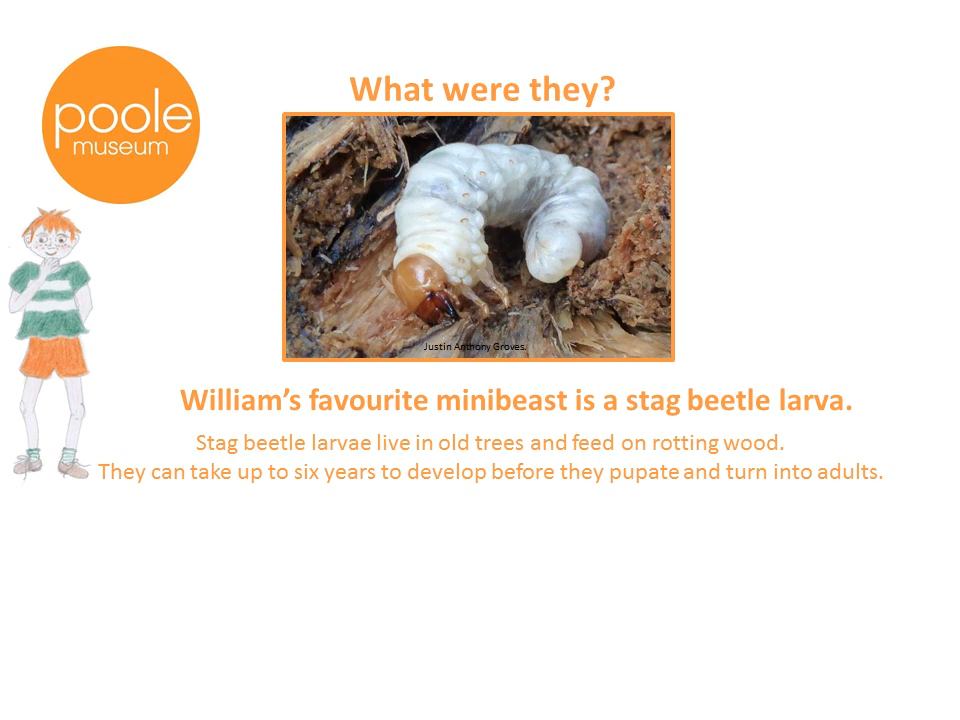 poole
museum
What were they?
Justin Anthony Groves.
William's favourite minibeast is a stag beetle larva.
Stag beetle larvae live in old trees and feed on rotting wood.
They can take up to six years to develop before they pupate and turn into adults.